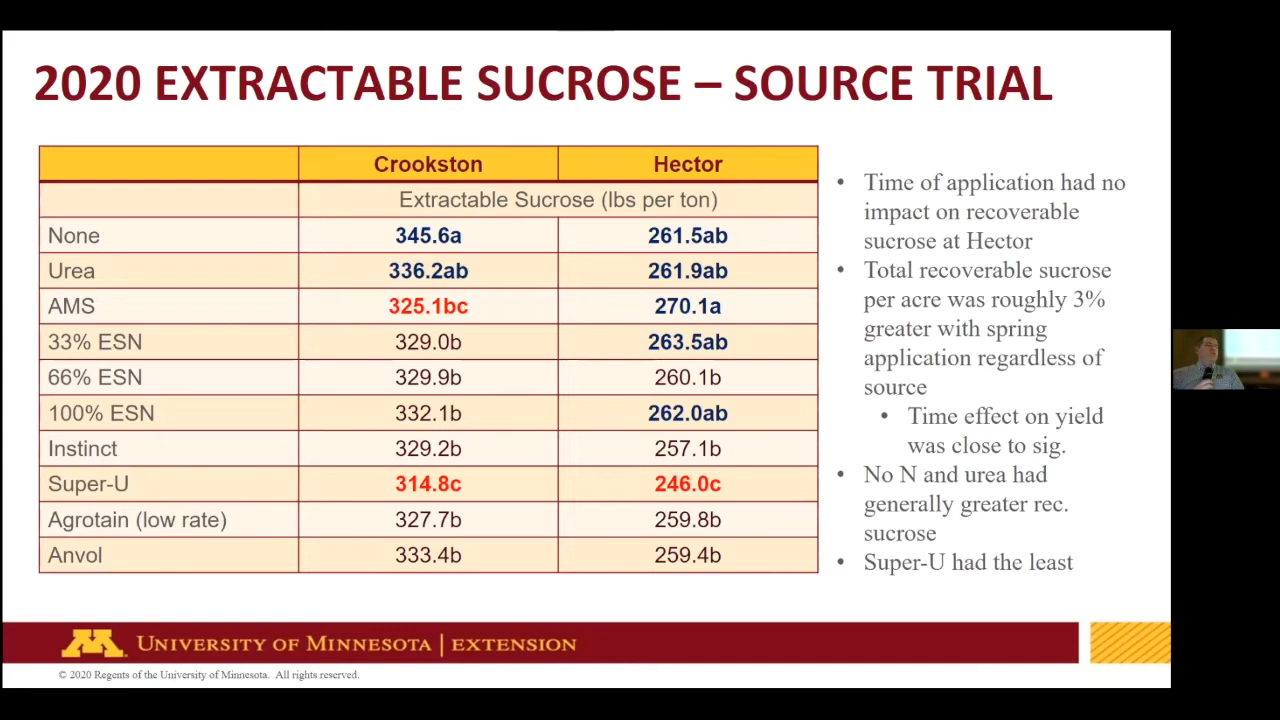 2020 EXTRACTABLE SUCROSE – SOURCE TRIAL
Crookston Hector
Extractable Sucrose (lbs per ton)
None 345.6a 261.5ab
Urea 336.2ab 261.9ab
AMS 325.1bc 270.1a
33% ESN 329.0b 263.5ab
66% ESN 329.9b 260.1b
100% ESN 332.1b 262.0ab
Instinct 329.2b 257.1b
Super-U 314.8c 246.0c
Agrotain (low rate) 327.7b 259.8b
Anvol 333.4b 259.4b
• Time of application had no
impact on recoverable
sucrose at Hector
• Total recoverable sucrose
per acre was roughly 3%
greater with spring
application regardless of
source
• Time effect on yield
was close to sig.
• No N and urea had
generally greater rec.
sucrose
• Super-U had the least
M UNIVERSITY OF MINNESOTA | EXTENSION
© 2020 Regents of the University of Minnesota. All rights reserved.